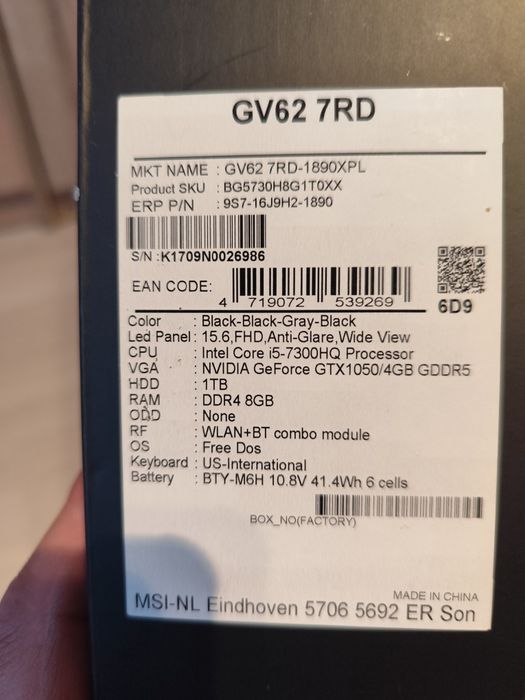 GV62 7RD
MKT NAME : GV62 7RD-1890XPL
Product SKU : BG5730H8G1T0XX
ERP P/N : 9S7-16J9H2-1890
S/N :K1709N0026986
EAN CODE:
4 719072 539269
6D9
Color : Black-Black-Gray-Black
Led Panel : 15.6,FHD,Anti-Glare,Wide View
CPU : Intel Core i5-7300HQ Processor
VGA : NVIDIA GeForce GTX1050/4GB GDDR5
HDD : 1TB
RAM : DDR4 8GB
ODD : None
RF : WLAN+BT combo module
OS : Free Dos
Keyboard : US-International
Battery : BTY-M6H 10.8V 41.4Wh 6 cells
BOX_NO(FACTORY)
MADE IN CHINA
MSI-NL Eindhoven 5706 5692 ER Son